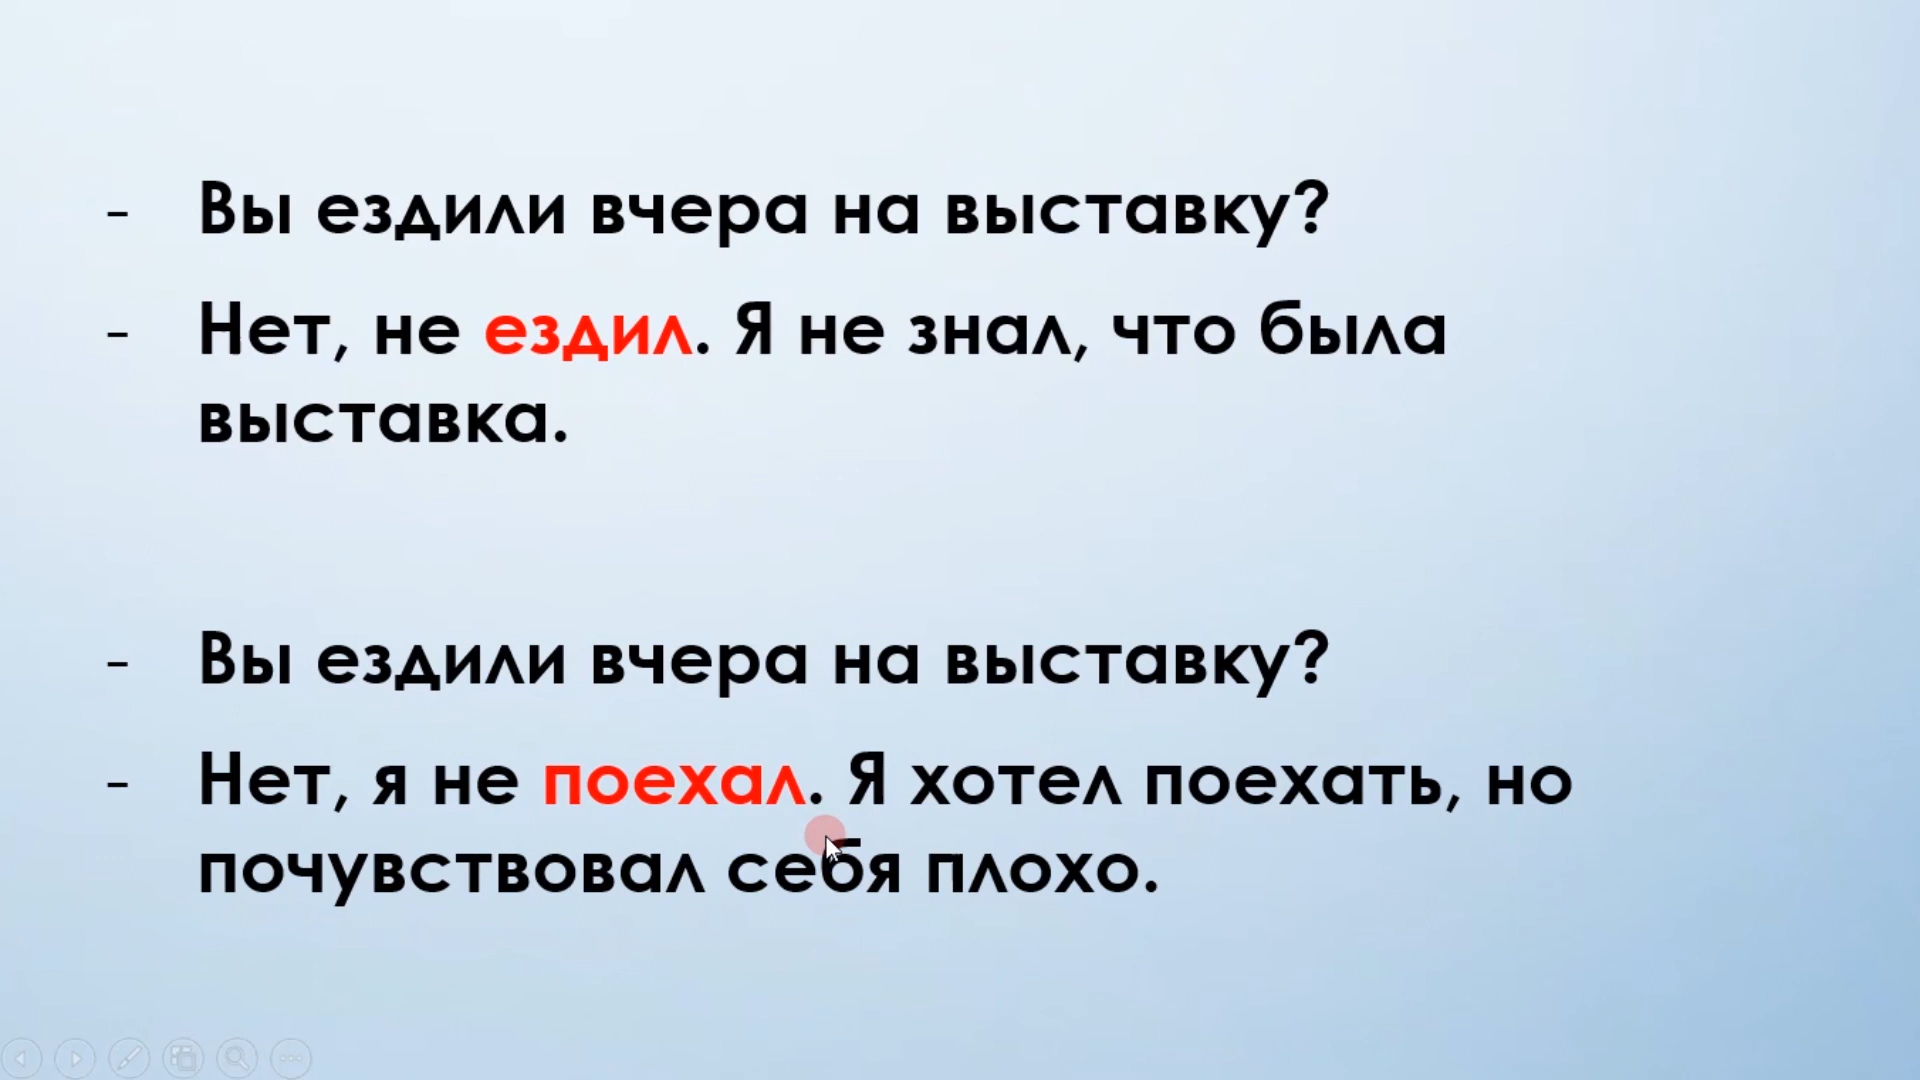 - Вы ездили вчера на выставку?
- Нет, не ездил. Я не знал, что была
выставка.
- Вы ездили вчера на выставку?
- Нет, я не поехал. Я хотел поехать, но
почувствовал себя плохо.